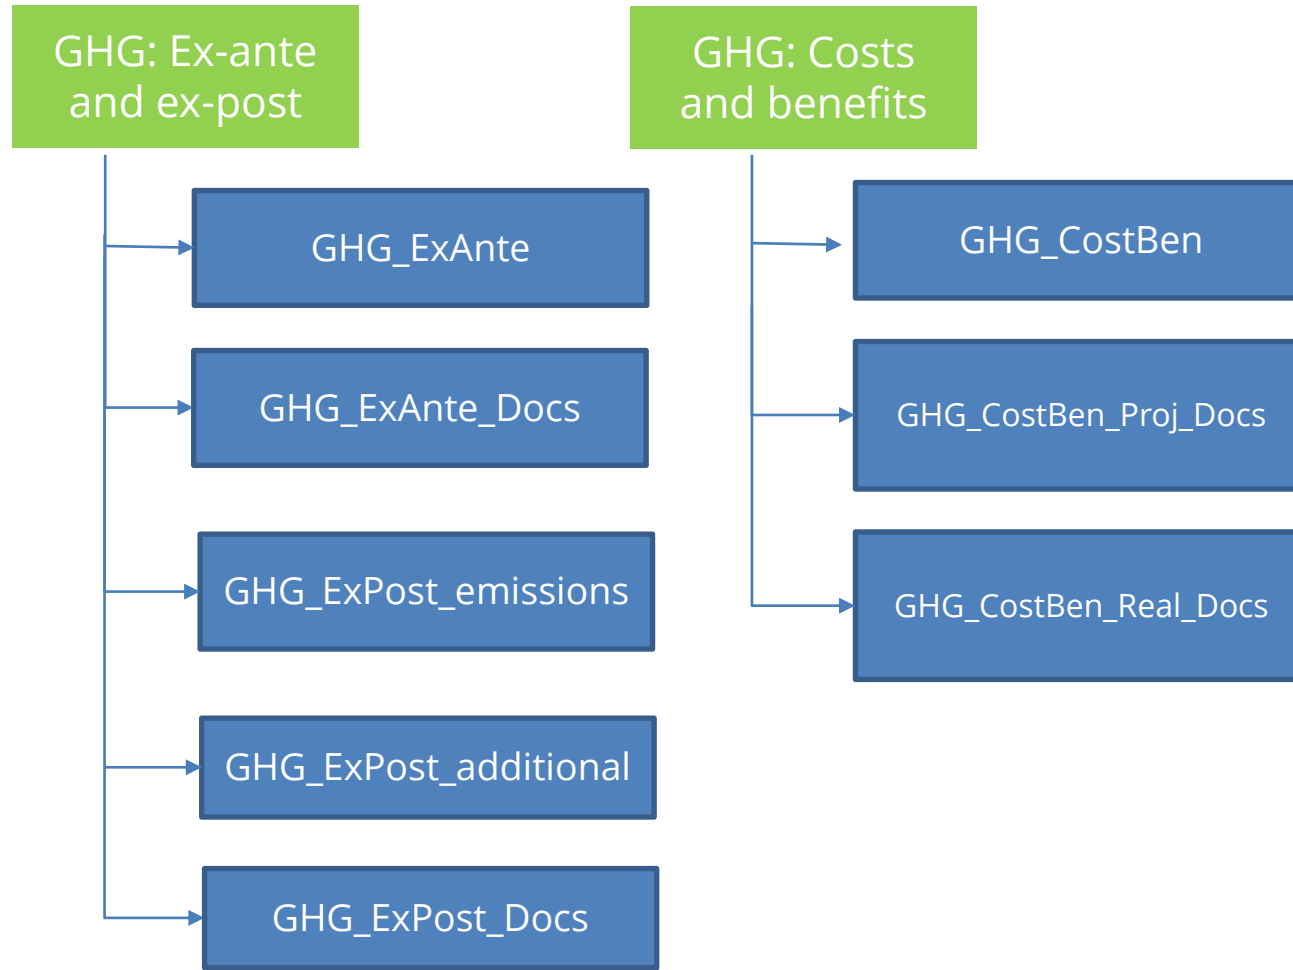 GHG: Ex-ante
and ex-post
GHG_ExAnte
GHG_ExAnte_Docs
GHG_ExPost_emissions
GHG_ExPost_additional
GHG_ExPost_Docs
GHG: Costs
and benefits
GHG_CostBen
GHG_CostBen_Proj_Docs
GHG_CostBen_Real_Docs